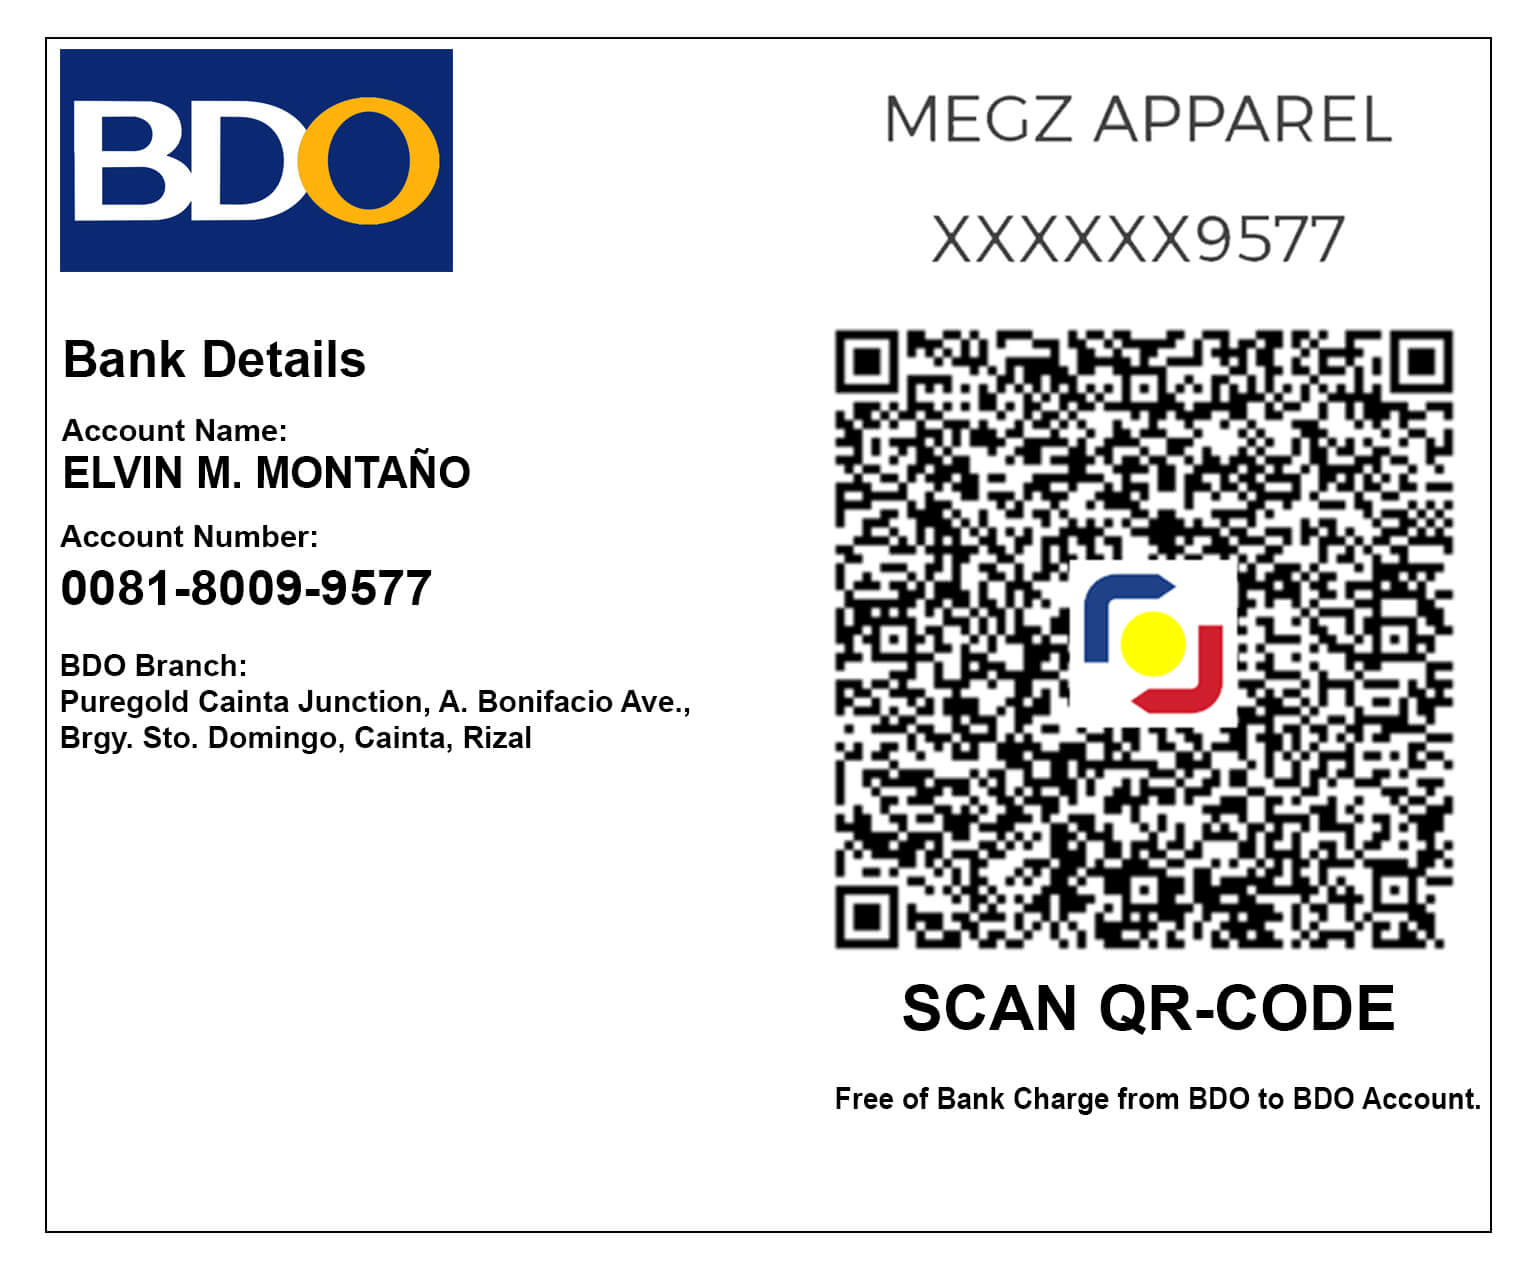 BDO
Bank Details
Account Name:
ELVIN M. MONTAÑO
Account Number:
0081-8009-9577
BDO Branch:
Puregold Cainta Junction, A. Bonifacio Ave.,
Brgy. Sto. Domingo, Cainta, Rizal
MEGZ APPAREL
XXXXXX9577
SCAN QR-CODE
Free of Bank Charge from BDO to BDO Account.